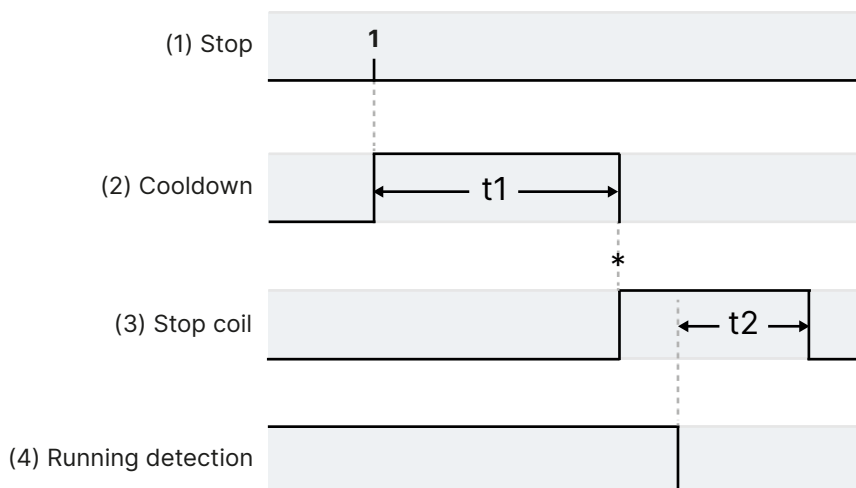 (1) Stop
1
(2) Cooldown
t1
*
(3) Stop coil
t2
(4) Running detection